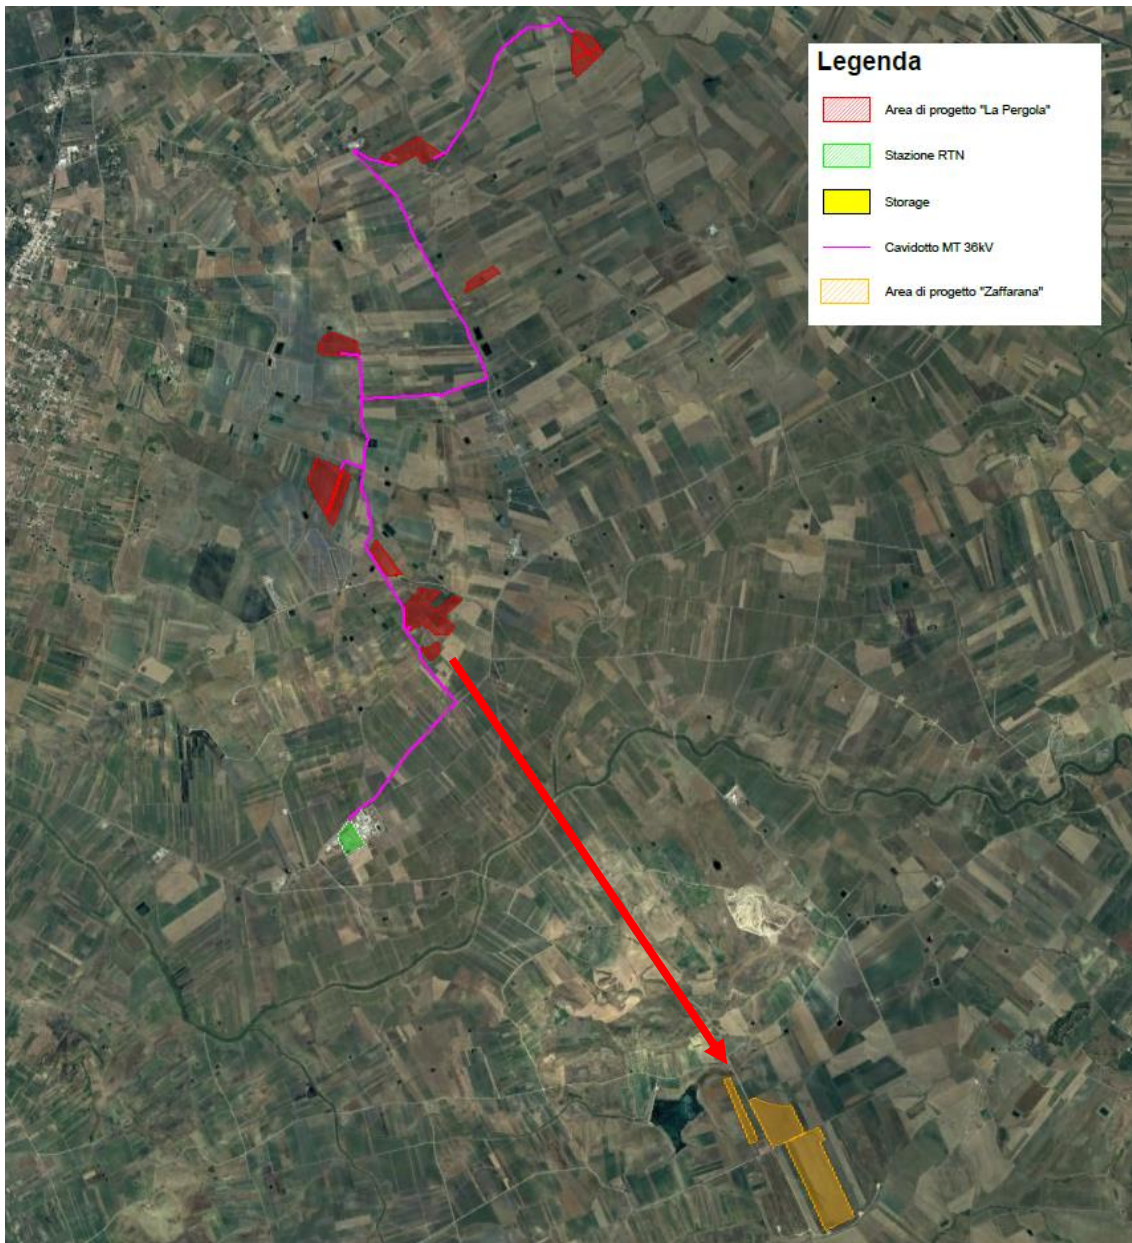 Legenda
Area di progetto "La Pergola"
Stazione RTN
Storage
Cavidotto MT 36kV
Area di progetto "Zaffarana"